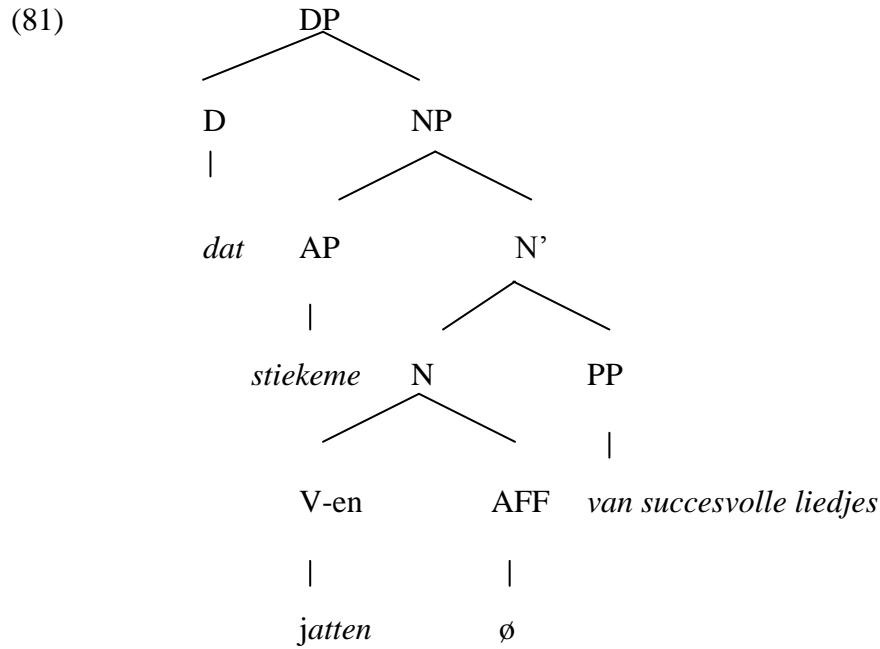 (81) DP
D NP
dat AP N’
stiekeme N PP
V-en AFF van succesvolle liedjes
jatten ø